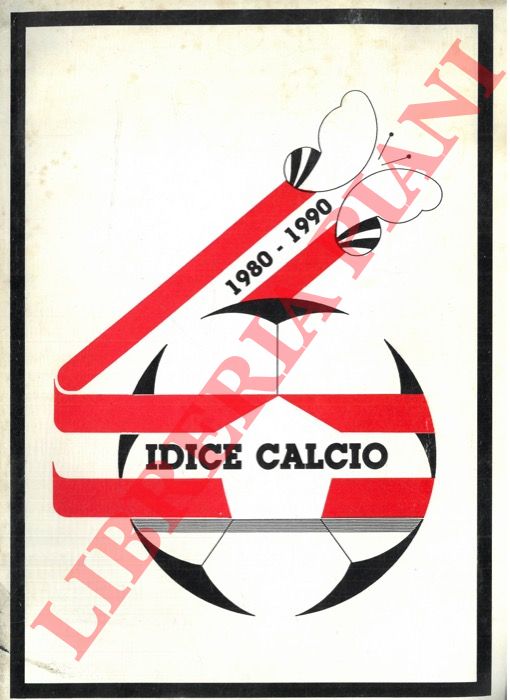 1980 - 1990
IDICE CALCIO
LIBRERIA PIANI